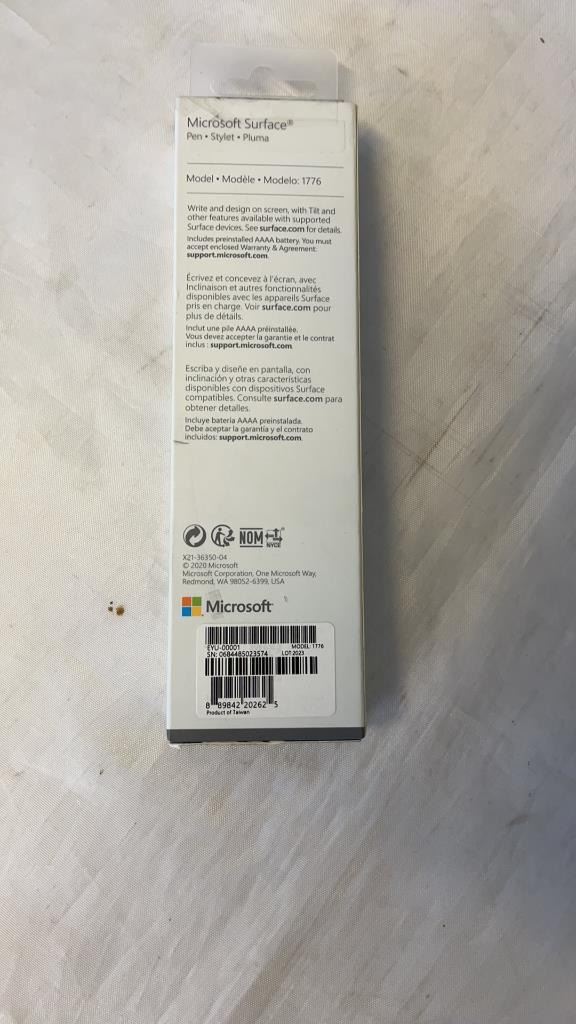 Microsoft Surface®
Pen • Stylet • Pluma
Model • Modèle • Modelo: 1776
Write and design on screen, with Tilt and
other features available with supported
Surface devices. See surface.com for details.
Includes preinstalled AAAA battery. You must
accept enclosed Warranty & Agreement:
support.microsoft.com.
Écrivez et concevez à l'écran, avec
Inclinaison et autres fonctionnalités
disponibles avec les appareils Surface
pris en charge. Voir surface.com pour
plus de détails.
Inclut une pile AAAA préinstallée.
Vous devez accepter la garantie et le contrat
inclus : support.microsoft.com.
Escriba y diseñe en pantalla, con
inclinación y otras características
disponibles con dispositivos Surface
compatibles. Consulte surface.com para
obtener detalles.
Incluye batería AAAA preinstalada.
Debe aceptar la garantía y el contrato
incluidos: support.microsoft.com.
NOM NYCE
X21-36350-04
© 2020 Microsoft
Microsoft Corporation, One Microsoft Way,
Redmond, WA 98052-6399, USA
Microsoft
EYU-00001 MODEL: 1776
SN: 0684485023574 LOT:2023
8 89842 20262 5
Product of Taiwan